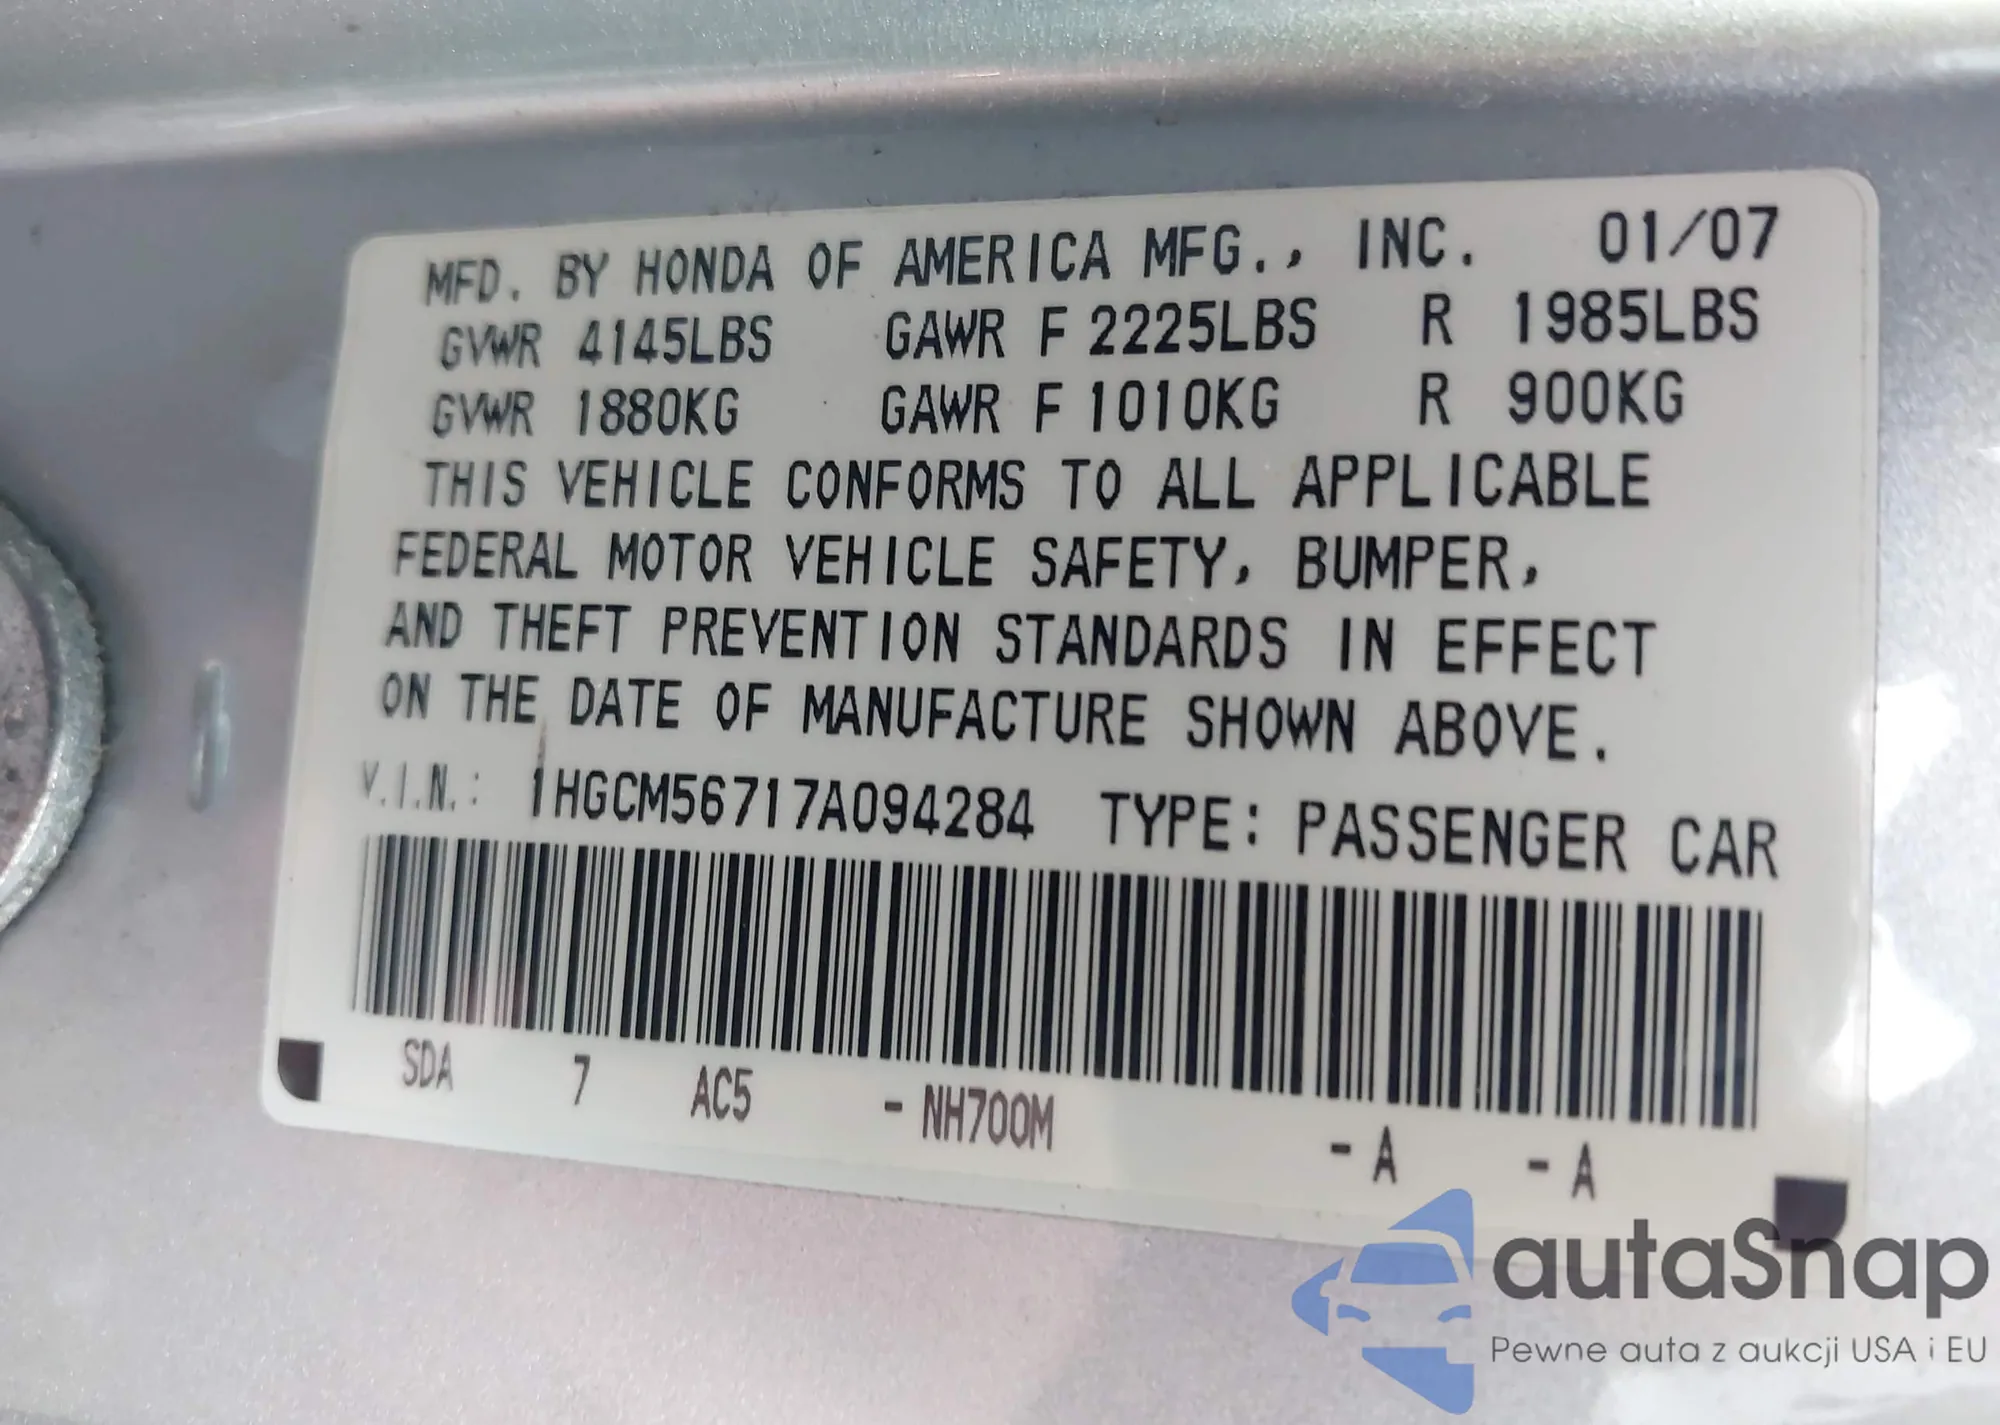 MFD. BY HONDA OF AMERICA MFG., INC. 01/07
GVWR 4145LBS GAWR F 2225LBS R 1985LBS
GVWR 1880KG GAWR F 1010KG R 900KG
THIS VEHICLE CONFORMS TO ALL APPLICABLE
FEDERAL MOTOR VEHICLE SAFETY, BUMPER,
AND THEFT PREVENTION STANDARDS IN EFFECT
ON THE DATE OF MANUFACTURE SHOWN ABOVE.
V.I.N.: 1HGCM56717A094284 TYPE: PASSENGER CAR
SDA 7 AC5 - NH700M - A - A
autaSnap
Pewne auta z aukcji USA i EU